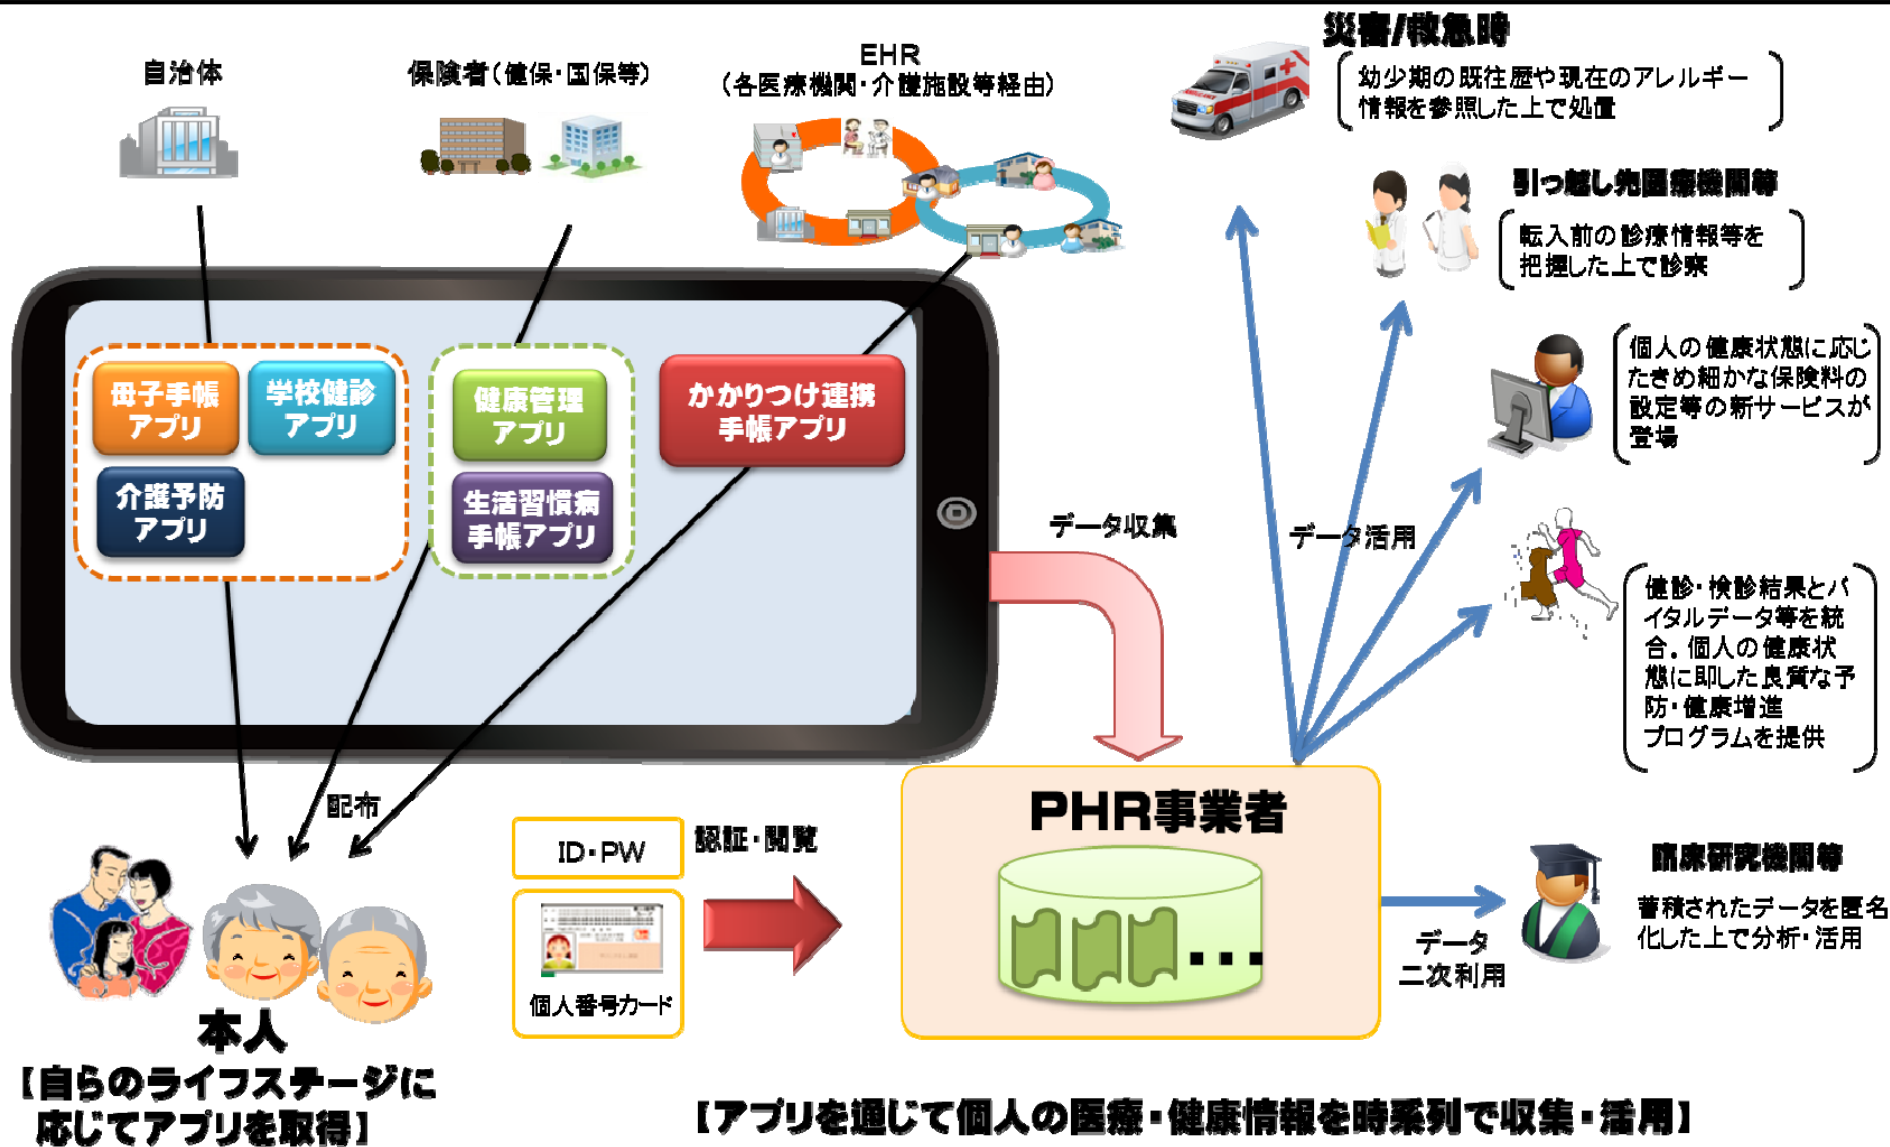 自治体
保険者(健保・国保等)
EHR
(各医療機関・介護施設等経由)
災害/救急時
幼少期の既往歴や現在のアレルギー
情報を参照した上で処置
引っ越し先医療機関等
転入前の診療情報等を
把握した上で診察
個人の健康状態に応じ
たきめ細かな保険料の
設定等の新サービスが
登場
母子手帳
アプリ
学校健診
アプリ
介護予防
アプリ
健康管理
アプリ
生活習慣病
手帳アプリ
かかりつけ連携
手帳アプリ
データ収集
データ活用
健診・検診結果とバ
イタルデータ等を統
合。個人の健康状
態に即した良質な予
防・健康増進
プログラムを提供
配布
ID・PW
認証・閲覧
個人番号カード
PHR事業者
…
データ
二次利用
臨床研究機関等
蓄積されたデータを匿名
化した上で分析・活用
本人
【自らのライフステージに
応じてアプリを取得】
【アプリを通じて個人の医療・健康情報を時系列で収集・活用】